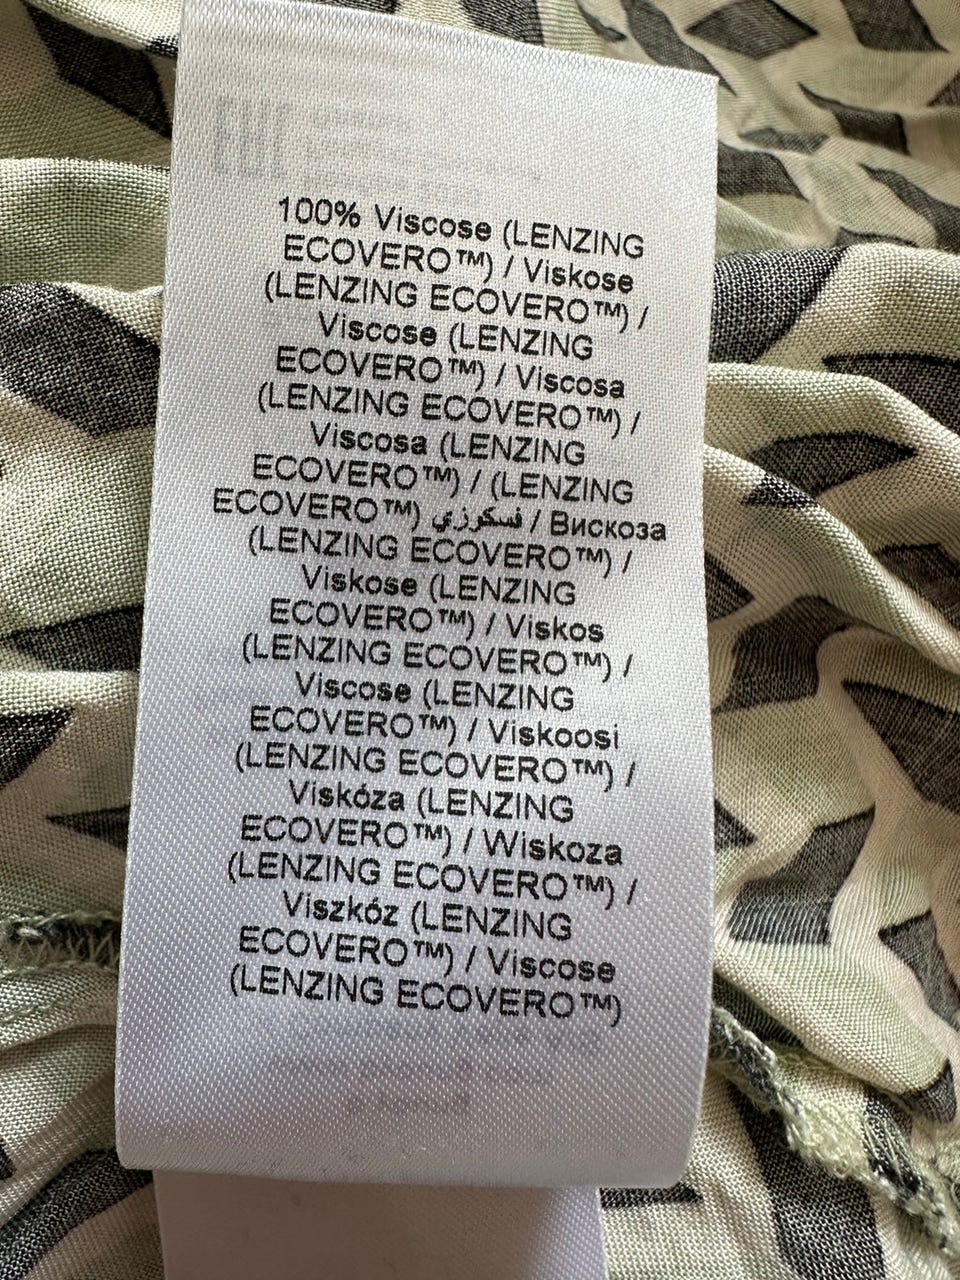 100% Viscose (LENZING
ECOVERO™) / Viskose
(LENZING ECOVERO™) /
Viscose (LENZING
ECOVERO™) / Viscosa
(LENZING ECOVERO™) /
Viscosa (LENZING
ECOVERO™) / (LENZING
ECOVERO™) فسكوزي / Вискоза
(LENZING ECOVERO™) /
Viskose (LENZING
ECOVERO™) / Viskos
(LENZING ECOVERO™) /
Viscose (LENZING
ECOVERO™) / Viskoosi
(LENZING ECOVERO™) /
Viskóza (LENZING
ECOVERO™) / Wiskoza
(LENZING ECOVERO™) /
Viszkóz (LENZING
ECOVERO™) / Viscose
(LENZING ECOVERO™)